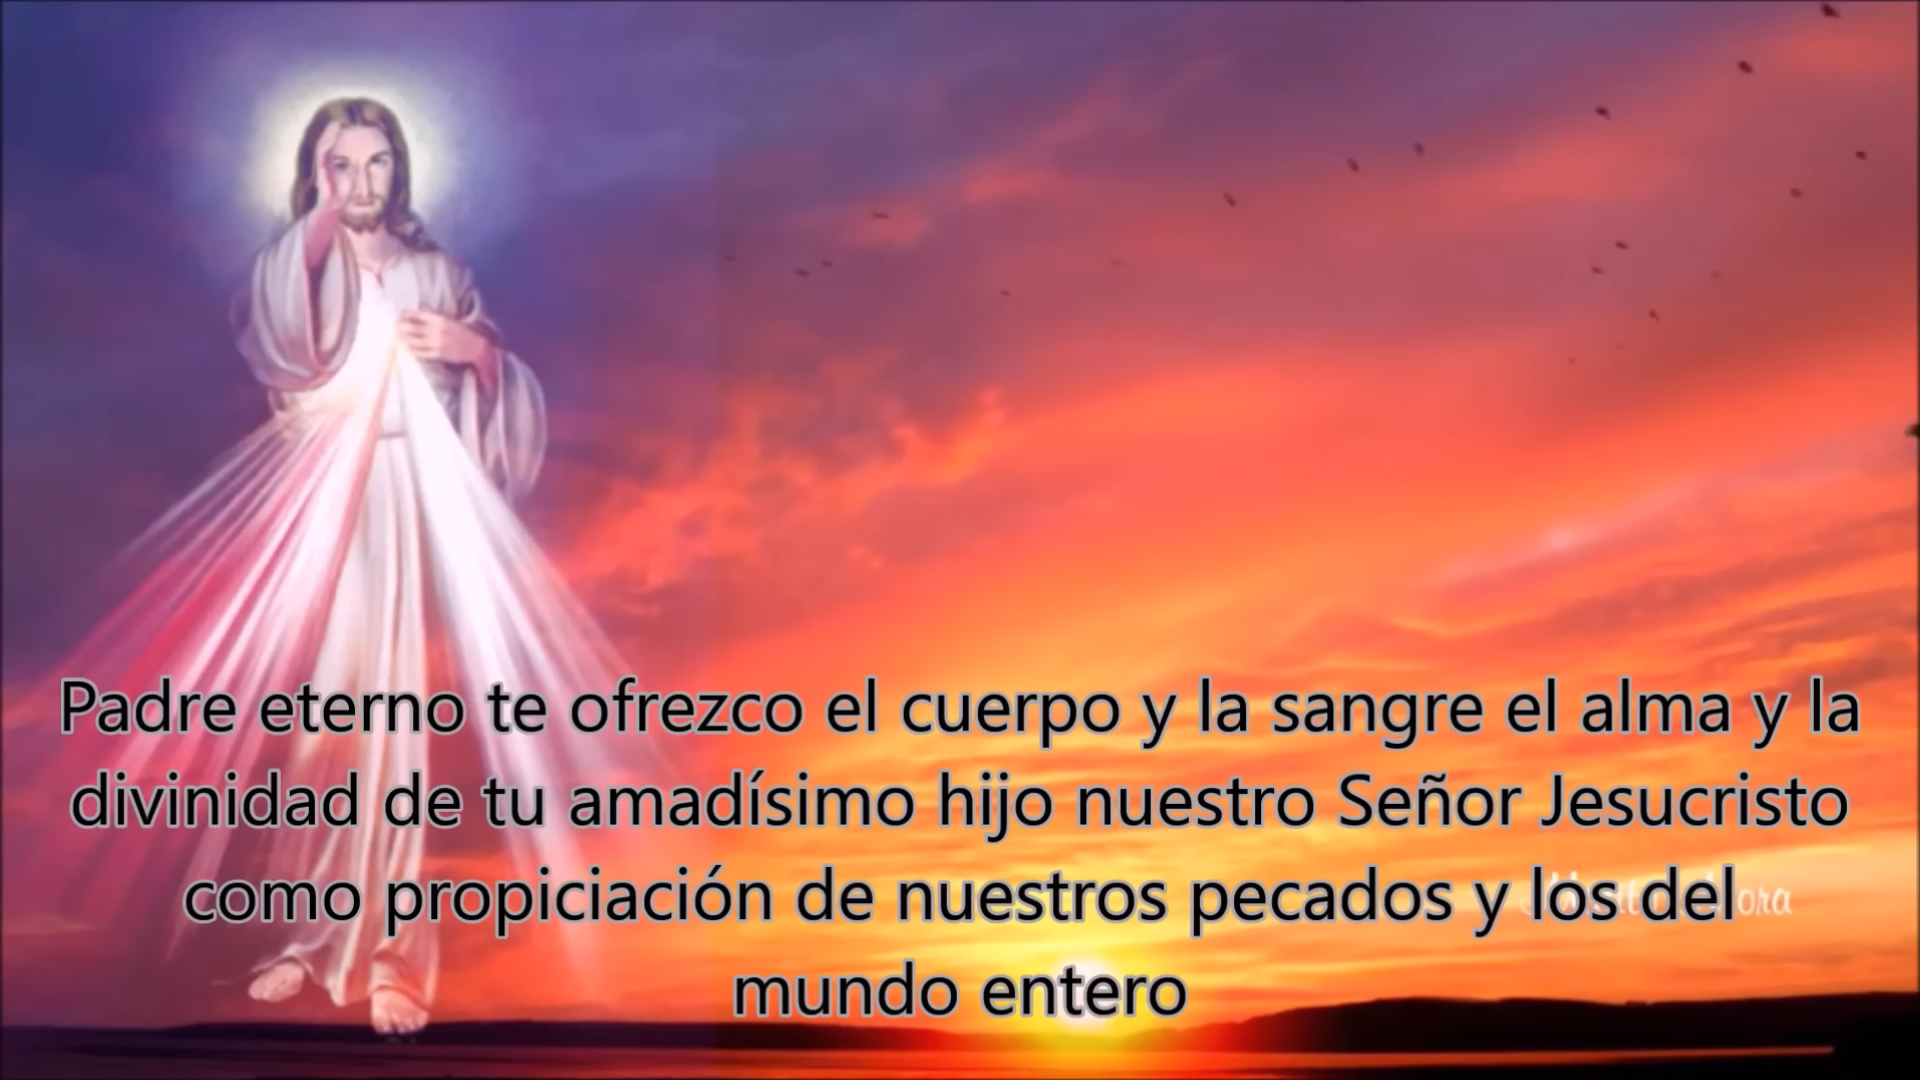 Padre eterno te ofrezco el cuerpo y la sangre el alma y la
divinidad de tu amadísimo hijo nuestro Señor Jesucristo
como propiciación de nuestros pecados y los del
mundo entero